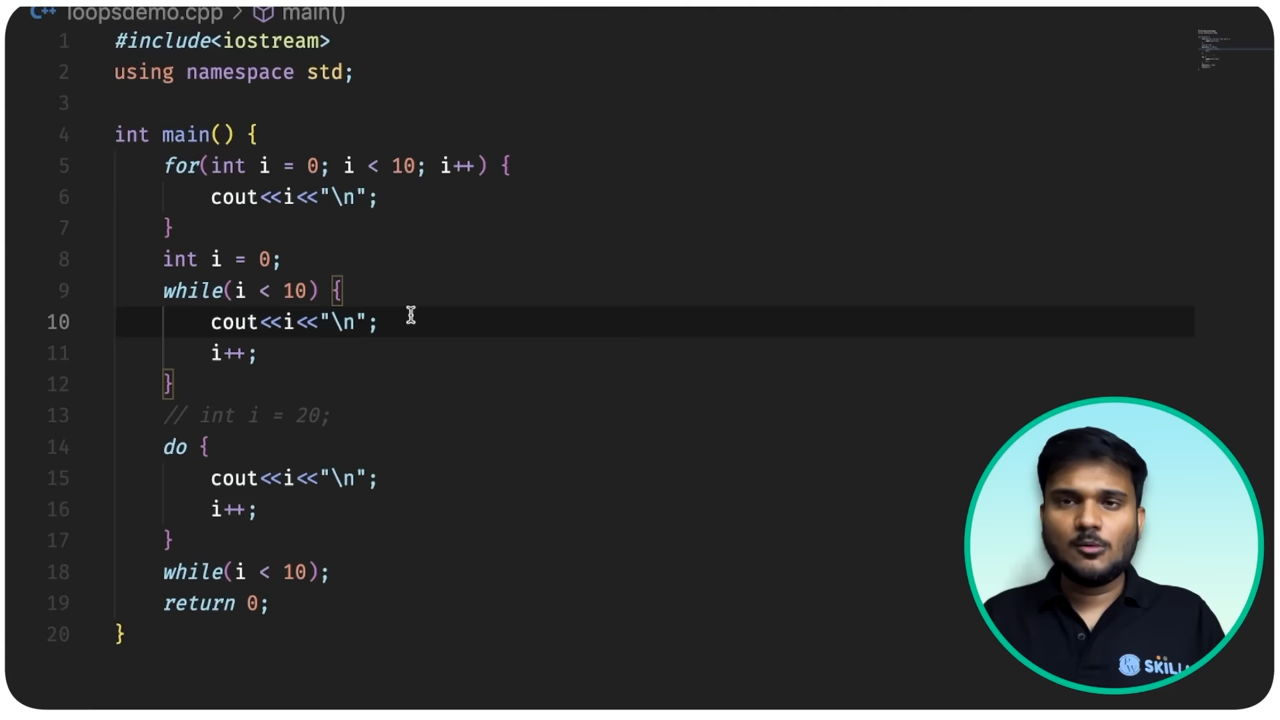 C++ loopsdemo.cpp > main()
1 #include<iostream>
2 using namespace std;
3
4 int main() {
5 for(int i = 0; i < 10; i++) {
6 cout<<i<<"\n";
7 }
8 int i = 0;
9 while(i < 10) {
10 cout<<i<<"\n";
11 i++;
12 }
13 // int i = 20;
14 do {
15 cout<<i<<"\n";
16 i++;
17 }
18 while(i < 10);
19 return 0;
20 }
PW SKILL